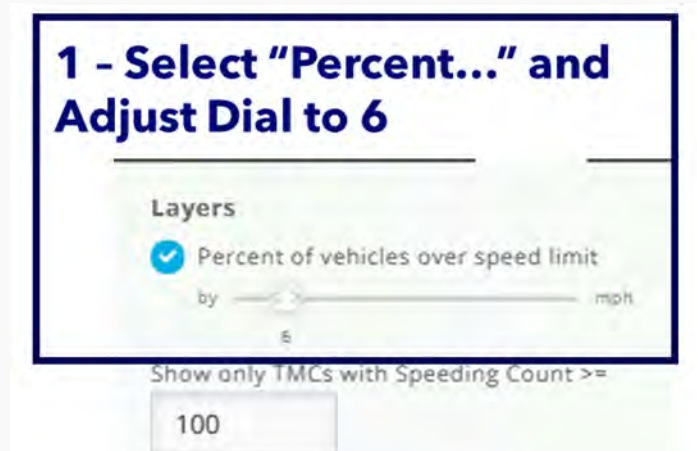 1 – Select “Percent...” and
Adjust Dial to 6
Layers
Percent of vehicles over speed limit
by mph
6
Show only TMCs with Speeding Count >=
100